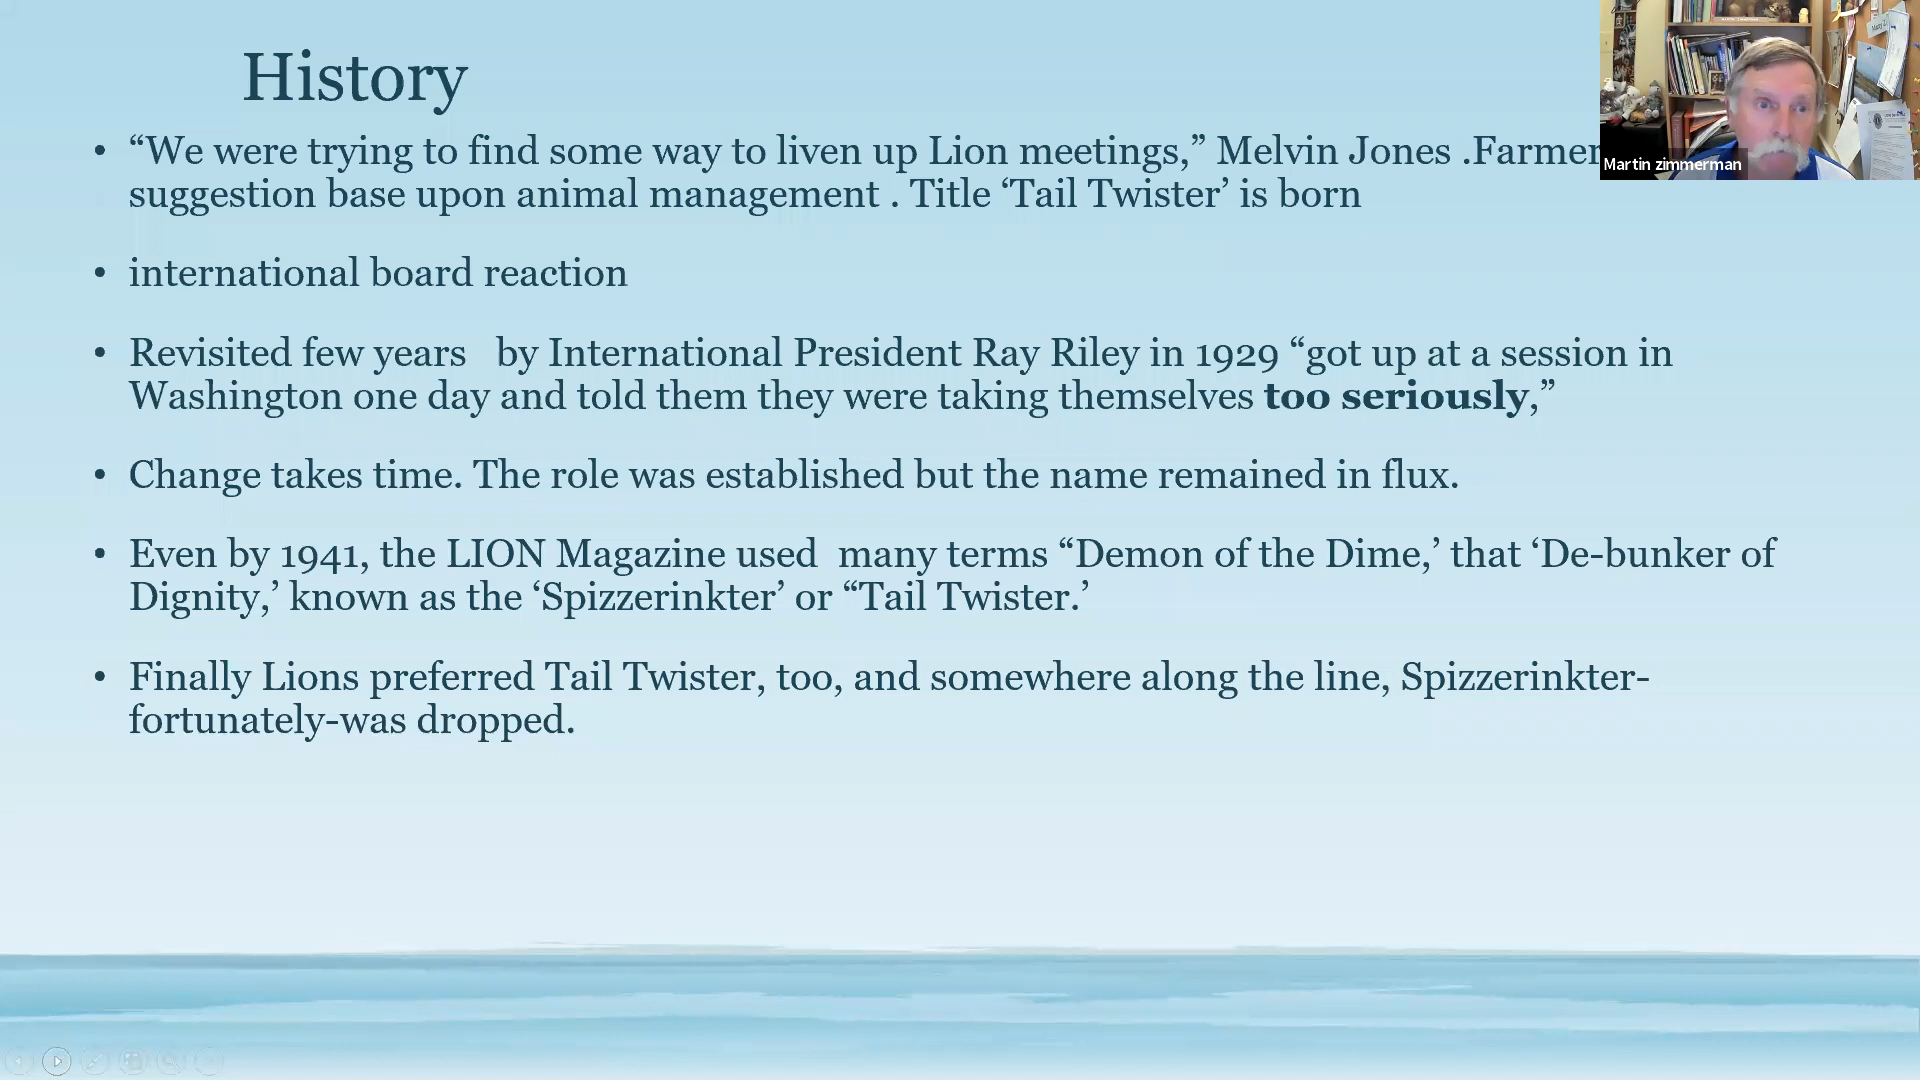 History
• “We were trying to find some way to liven up Lion meetings,” Melvin Jones .Farmer
suggestion base upon animal management . Title ‘Tail Twister’ is born
• international board reaction
• Revisited few years   by International President Ray Riley in 1929 “got up at a session in
Washington one day and told them they were taking themselves too seriously,”
• Change takes time. The role was established but the name remained in flux.
• Even by 1941, the LION Magazine used  many terms “Demon of the Dime,’ that ‘De-bunker of
Dignity,’ known as the ‘Spizzerinkter’ or “Tail Twister.’
• Finally Lions preferred Tail Twister, too, and somewhere along the line, Spizzerinkter-
fortunately-was dropped.
Martin zimmerman